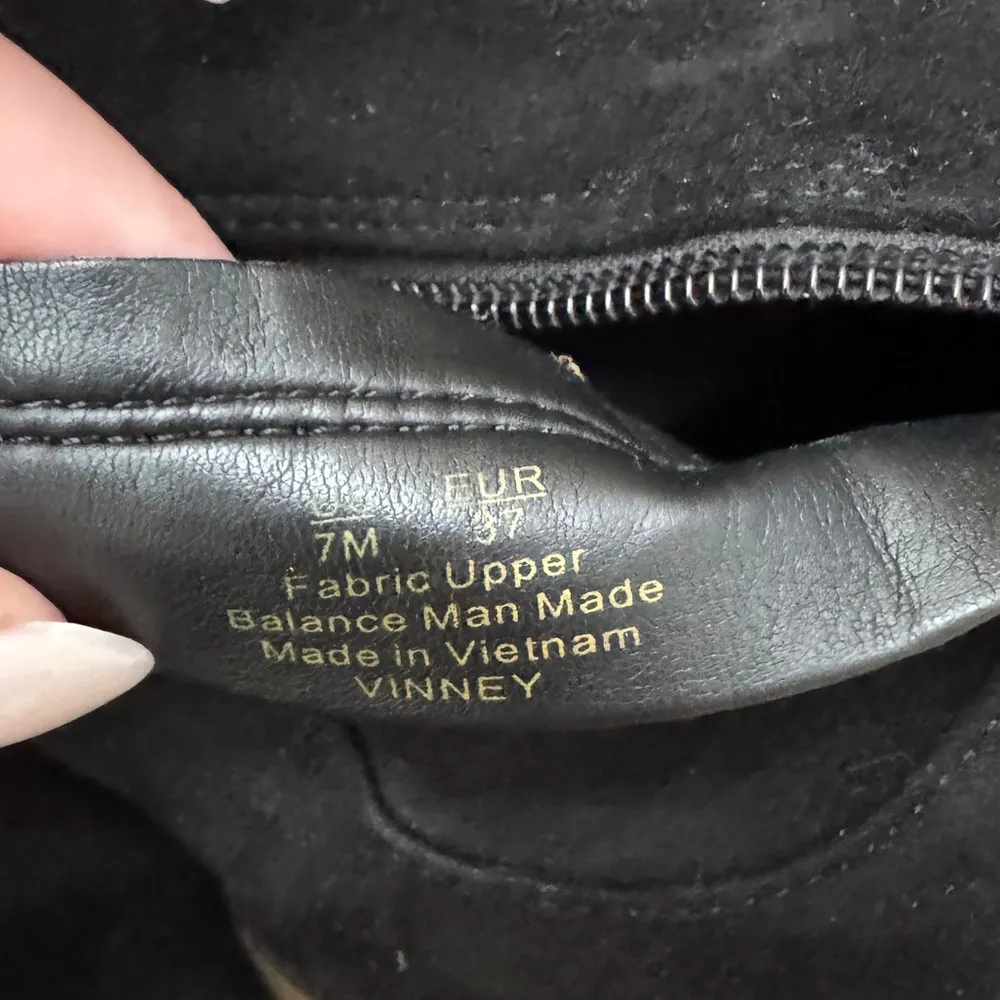 EUR
7M 37
Fabric Upper
Balance Man Made
Made in Vietnam
VINNEY